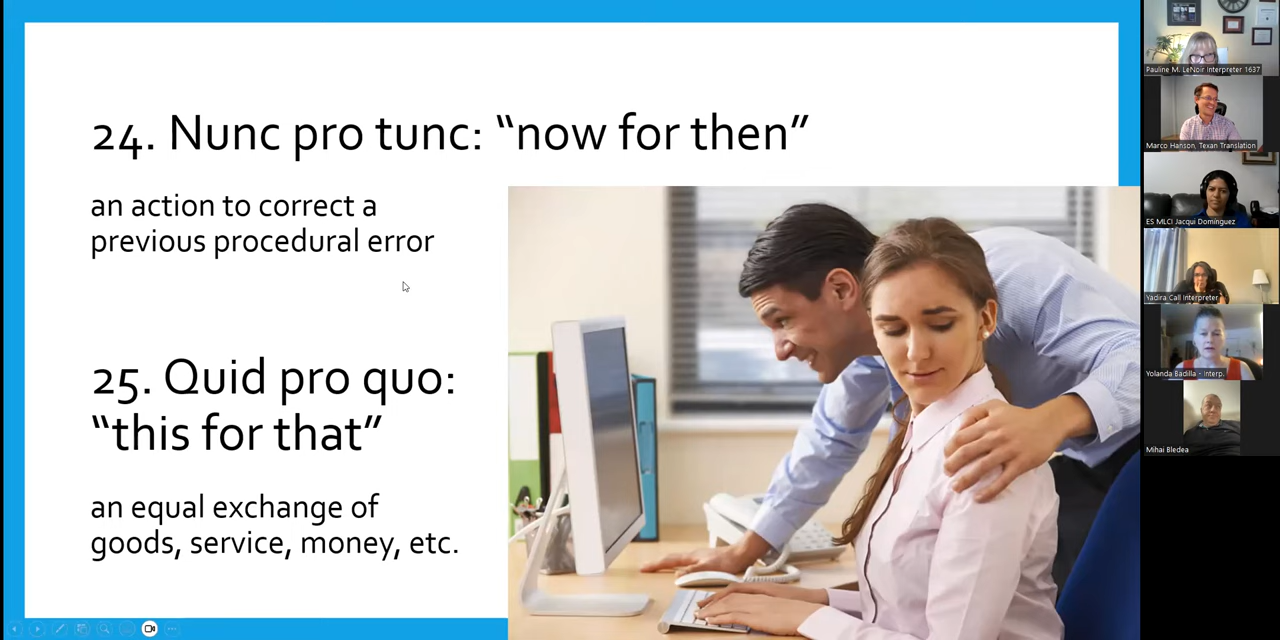 24. Nunc pro tunc: “now for then”
an action to correct a
previous procedural error
25. Quid pro quo:
“this for that”
an equal exchange of
goods, service, money, etc.
Pauline M. LeNoir Interpreter 1637
Marco Hanson, Texan Translation
ES MLCI Jacqui Domínguez
Yadira Call Interpreter
Yolanda Badilla - Interp.
Mihai Bledea